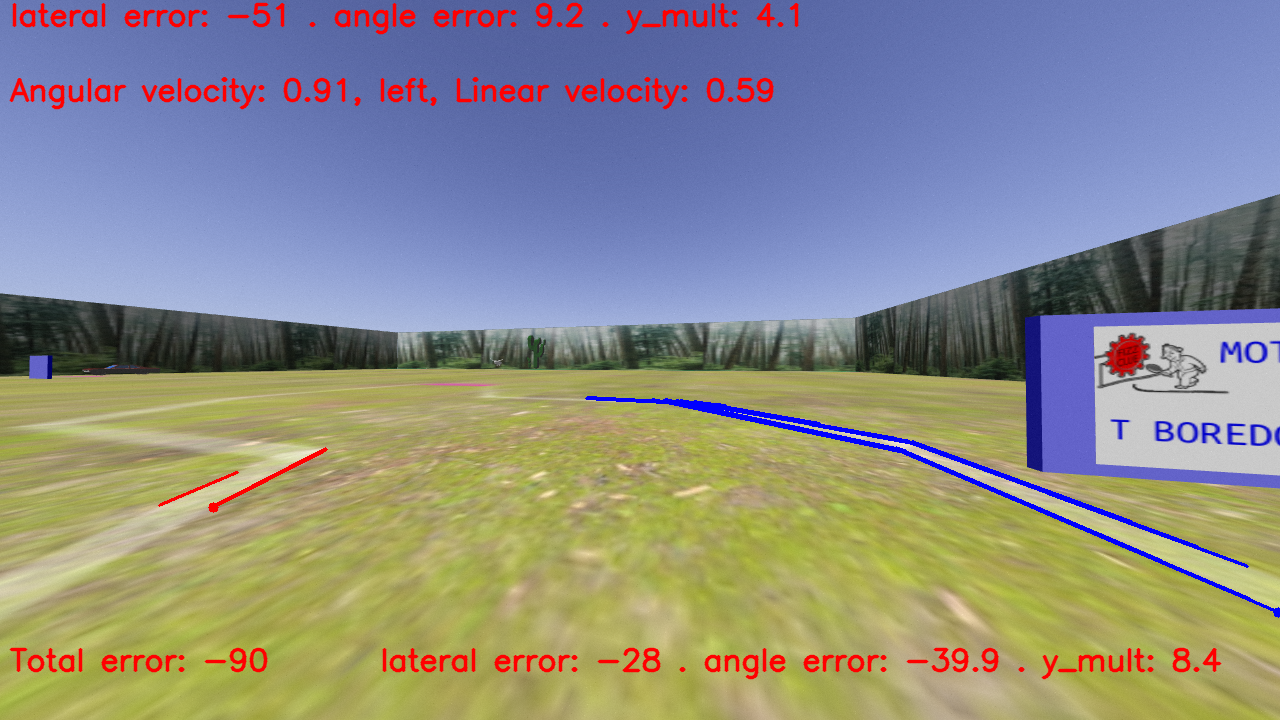 lateral error: −51 . angle error: 9.2 . y_mult: 4.1
Angular velocity: 0.91, left, Linear velocity: 0.59
MOT
T BOREDO
Total error: −90 lateral error: −28 . angle error: −39.9 . y_mult: 8.4